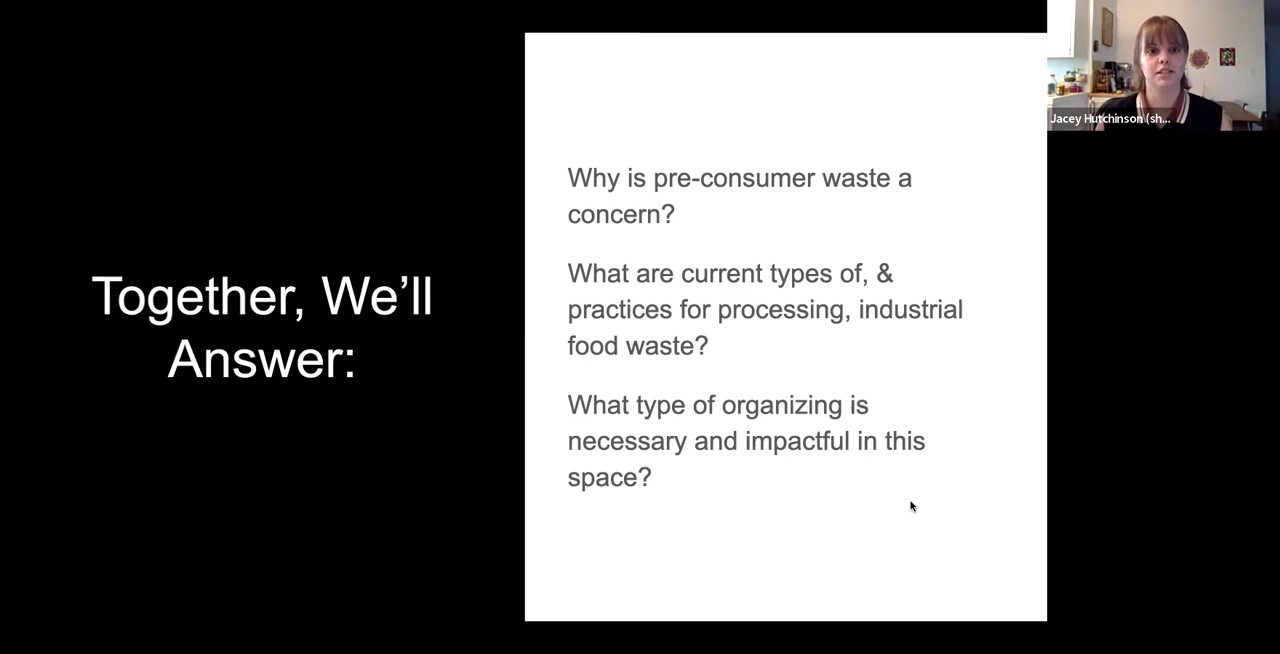 Together, We’ll
Answer:
Why is pre-consumer waste a
concern?
What are current types of, &
practices for processing, industrial
food waste?
What type of organizing is
necessary and impactful in this
space?
Jacey Hutchinson (sh...